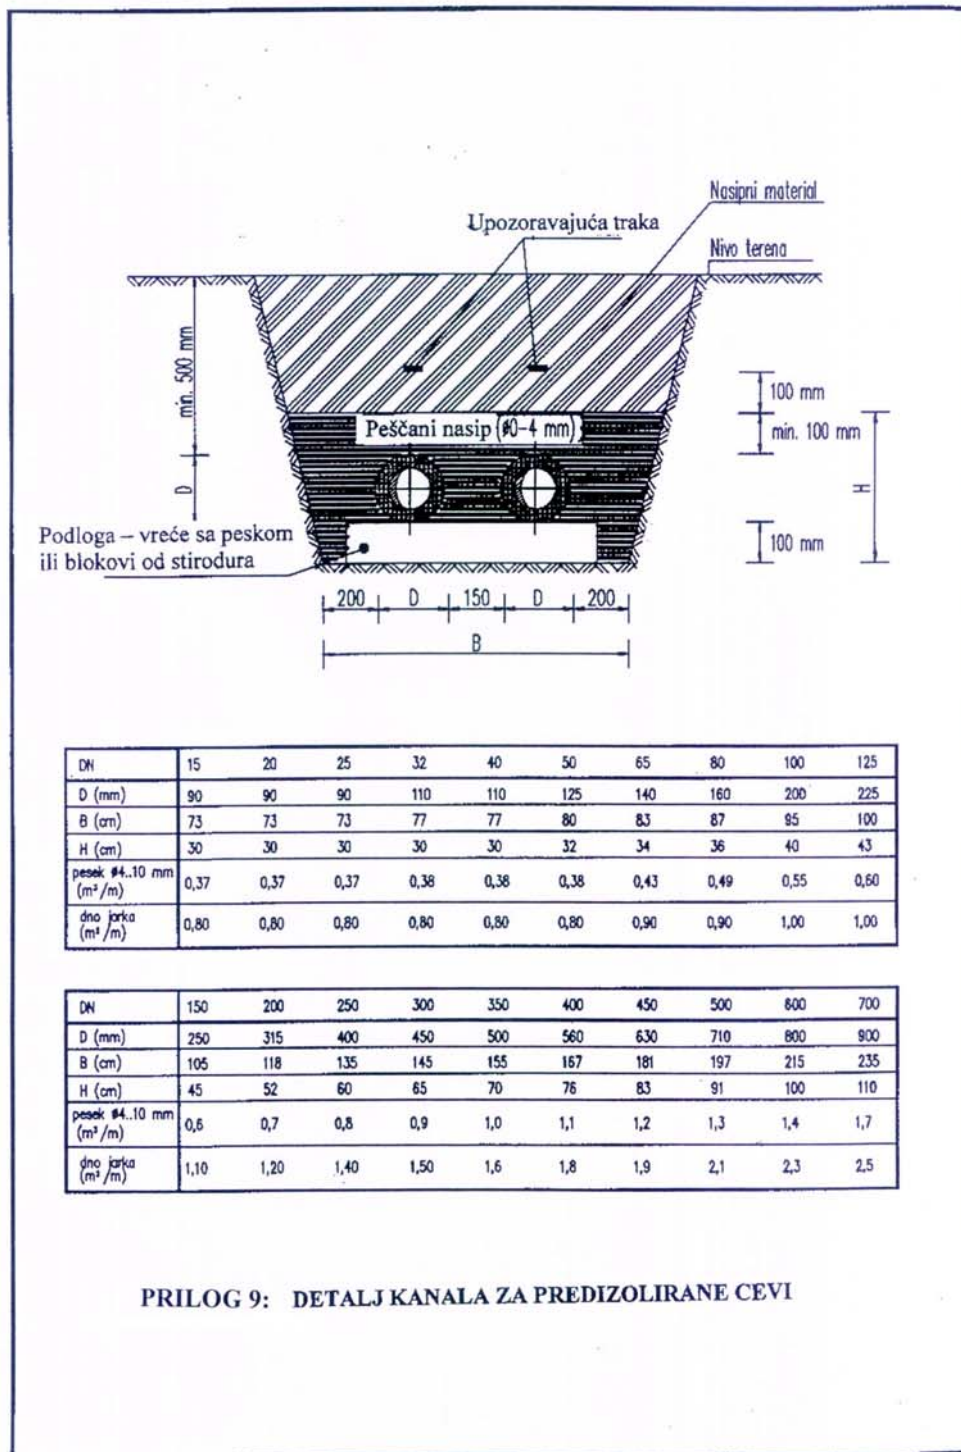 Nasipni material
Upozoravajuća traka
Nivo terena
min. 500 mm
100 mm
Peščani nasip (ø0-4 mm)
min. 100 mm
D
H
Podloga – vreće sa peskom
ili blokovi od stirodura
100 mm
200 D 150 D 200
B
DN 15 20 25 32 40 50 65 80 100 125
D (mm) 90 90 90 110 110 125 140 160 200 225
B (cm) 73 73 73 77 77 80 83 87 95 100
H (cm) 30 30 30 30 30 32 34 36 40 43
pesek ø4..10 mm
(m³/m) 0,37 0,37 0,37 0,38 0,38 0,38 0,43 0,49 0,55 0,60
dno jarka
(m²/m) 0,80 0,80 0,80 0,80 0,80 0,80 0,90 0,90 1,00 1,00
DN 150 200 250 300 350 400 450 500 600 700
D (mm) 250 315 400 450 500 560 630 710 800 900
B (cm) 105 118 135 145 155 167 181 197 215 235
H (cm) 45 52 60 65 70 76 83 91 100 110
pesek ø4..10 mm
(m³/m) 0,6 0,7 0,8 0,9 1,0 1,1 1,2 1,3 1,4 1,7
dno jarka
(m²/m) 1,10 1,20 1,40 1,50 1,6 1,8 1,9 2,1 2,3 2,5
PRILOG 9: DETALJ KANALA ZA PREDIZOLIRANE CEVI